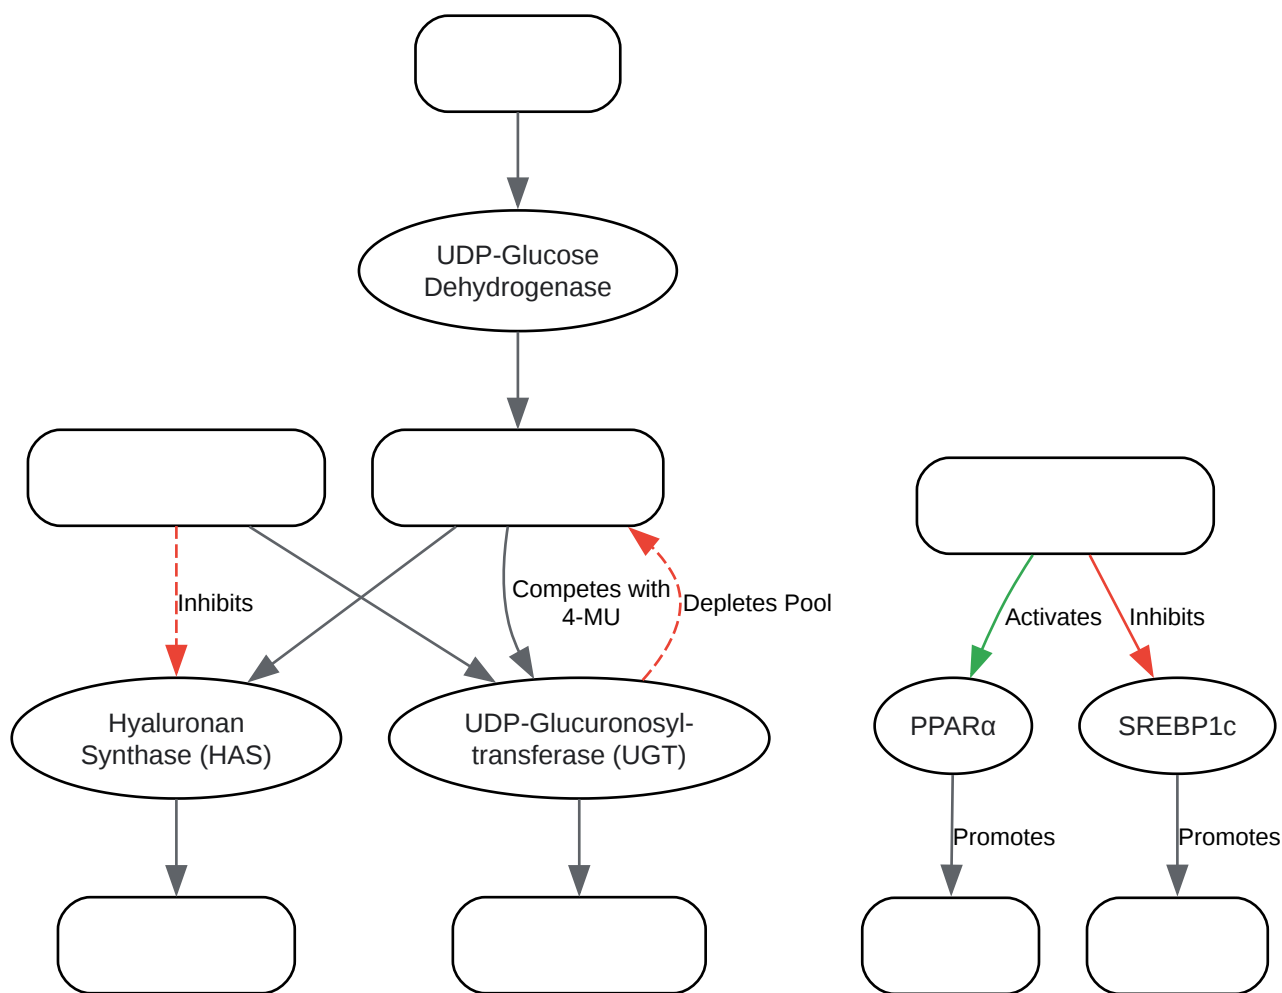 UDP-Glucose
Dehydrogenase
Inhibits
Competes with
4-MU
Depletes Pool
Activates
Inhibits
Hyaluronan
Synthase (HAS)
UDP-Glucuronosyl-
transferase (UGT)
PPARα
SREBP1c
Promotes
Promotes